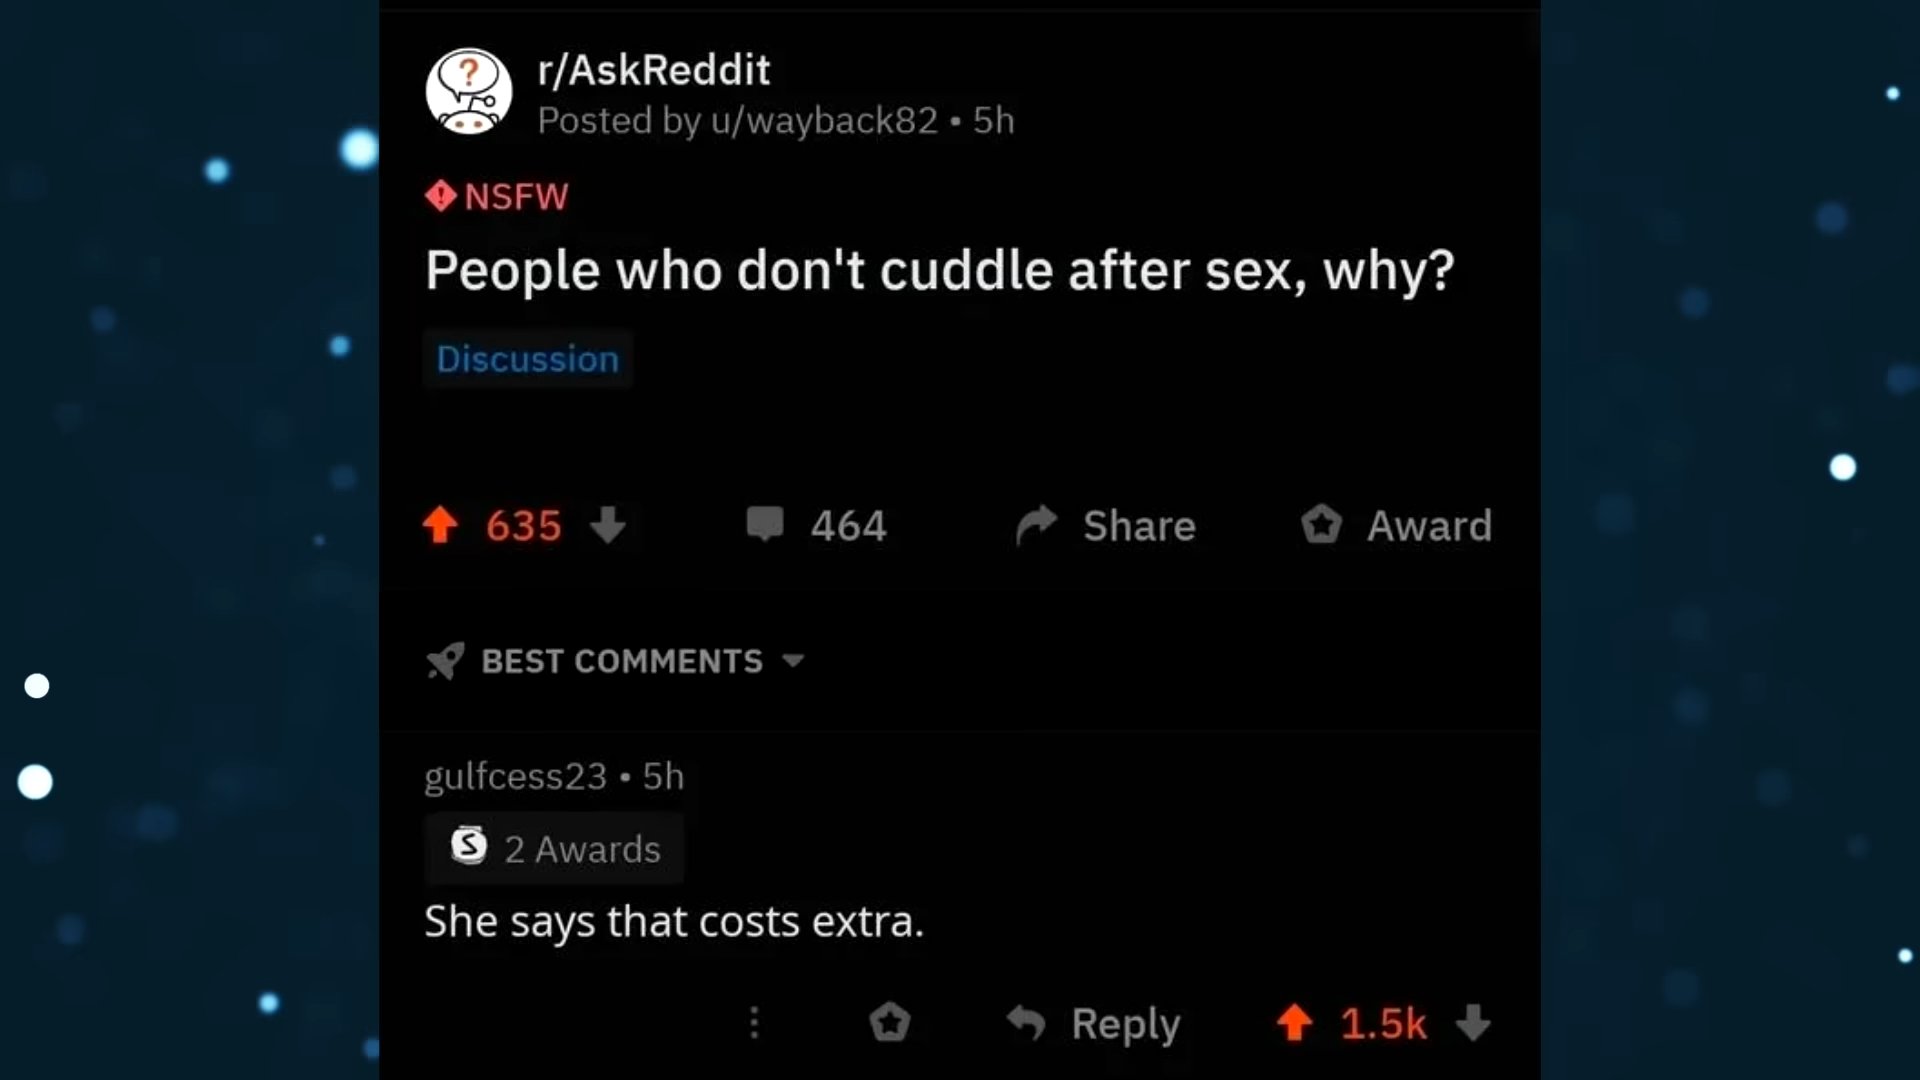 r/AskReddit
Posted by u/wayback82 • 5h
NSFW
People who don't cuddle after sex, why?
Discussion
635
464
Share
Award
BEST COMMENTS
gulfcess23 • 5h
2 Awards
She says that costs extra.
Reply
1.5k